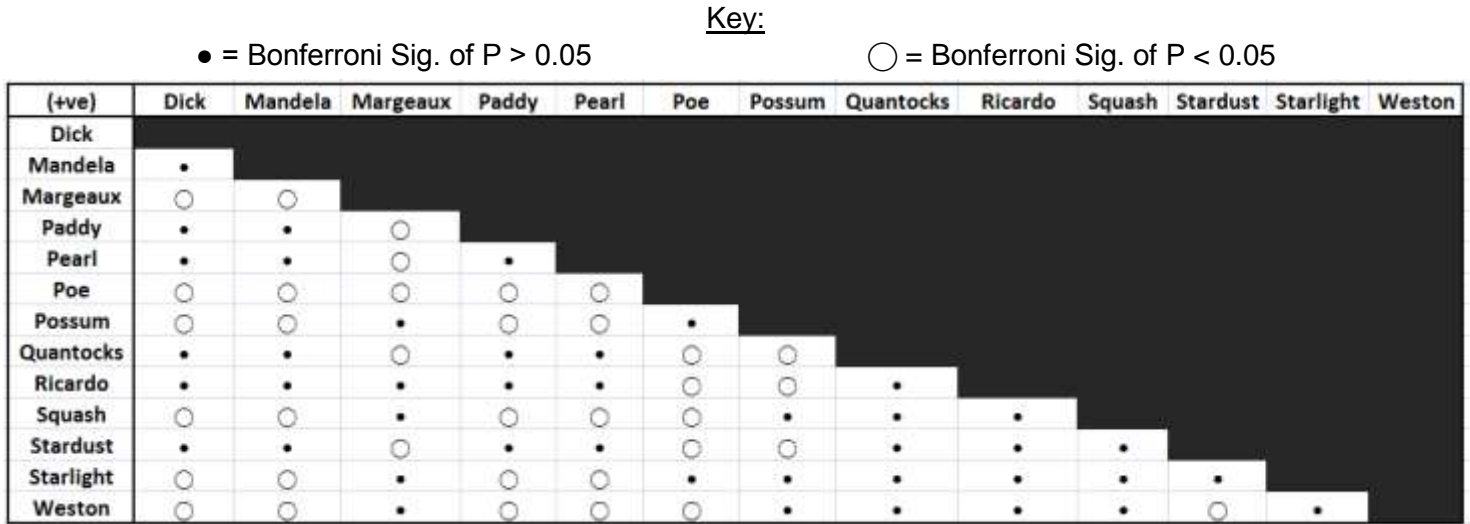 Key:
● = Bonferroni Sig. of P > 0.05 ◯ = Bonferroni Sig. of P < 0.05
(+ve) Dick Mandela Margeaux Paddy Pearl Poe Possum Quantocks Ricardo Squash Stardust Starlight Weston
Dick
Mandela •
Margeaux ◯ ◯
Paddy • • ◯
Pearl • • ◯ •
Poe ◯ ◯ ◯ ◯ ◯
Possum ◯ ◯ • ◯ ◯ •
Quantocks • • ◯ • • ◯ ◯
Ricardo • • • • • ◯ ◯ •
Squash ◯ ◯ • ◯ ◯ ◯ • • •
Stardust • • ◯ • • ◯ ◯ • • •
Starlight ◯ ◯ • ◯ ◯ • • • • • •
Weston ◯ ◯ • ◯ ◯ ◯ • • • • ◯ •